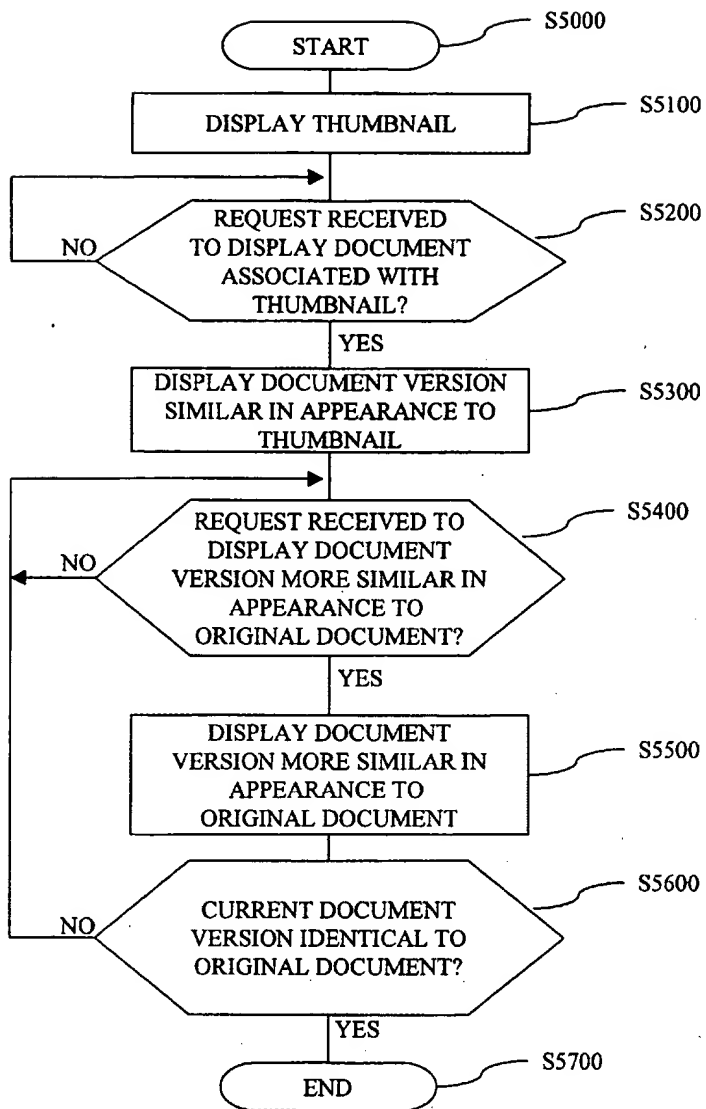 START
S5000
DISPLAY THUMBNAIL
S5100
REQUEST RECEIVED
TO DISPLAY DOCUMENT
ASSOCIATED WITH
THUMBNAIL?
S5200
NO
YES
DISPLAY DOCUMENT VERSION
SIMILAR IN APPEARANCE TO
THUMBNAIL
S5300
REQUEST RECEIVED TO
DISPLAY DOCUMENT
VERSION MORE SIMILAR IN
APPEARANCE TO
ORIGINAL DOCUMENT?
S5400
NO
YES
DISPLAY DOCUMENT
VERSION MORE SIMILAR IN
APPEARANCE TO
ORIGINAL DOCUMENT
S5500
CURRENT DOCUMENT
VERSION IDENTICAL TO
ORIGINAL DOCUMENT?
S5600
NO
YES
END
S5700